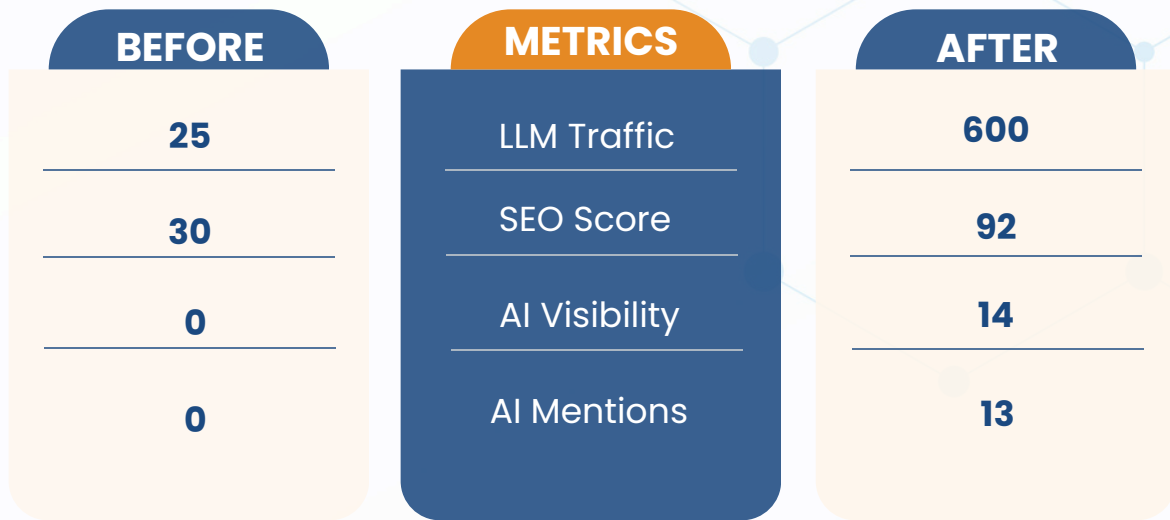 BEFORE METRICS AFTER
25 LLM Traffic 600
30 SEO Score 92
0 AI Visibility 14
0 AI Mentions 13